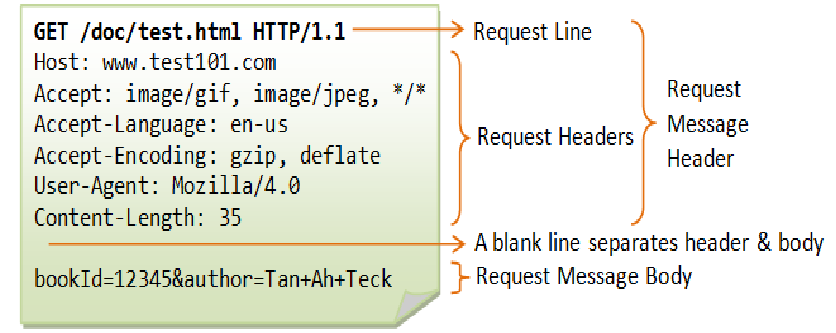 GET /doc/test.html HTTP/1.1
Host: www.test101.com
Accept: image/gif, image/jpeg, */*
Accept-Language: en-us
Accept-Encoding: gzip, deflate
User-Agent: Mozilla/4.0
Content-Length: 35
bookId=12345&author=Tan+Ah+Teck
Request Line
Request Headers
Request
Message
Header
A blank line separates header & body
Request Message Body